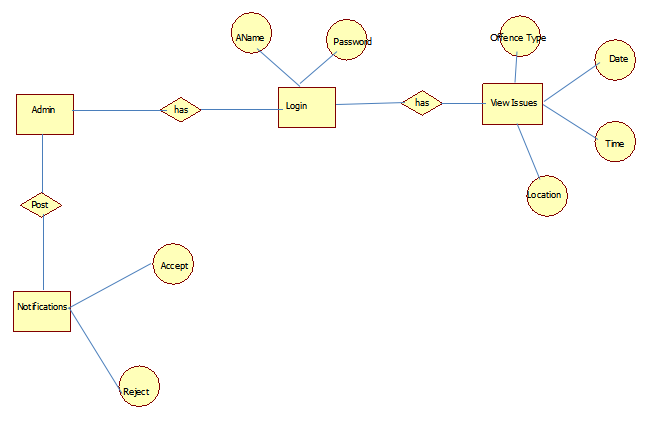 AName
Password
Offence Type
Date
Admin
has
Login
has
View Issues
Time
Location
Post
Accept
Notifications
Reject